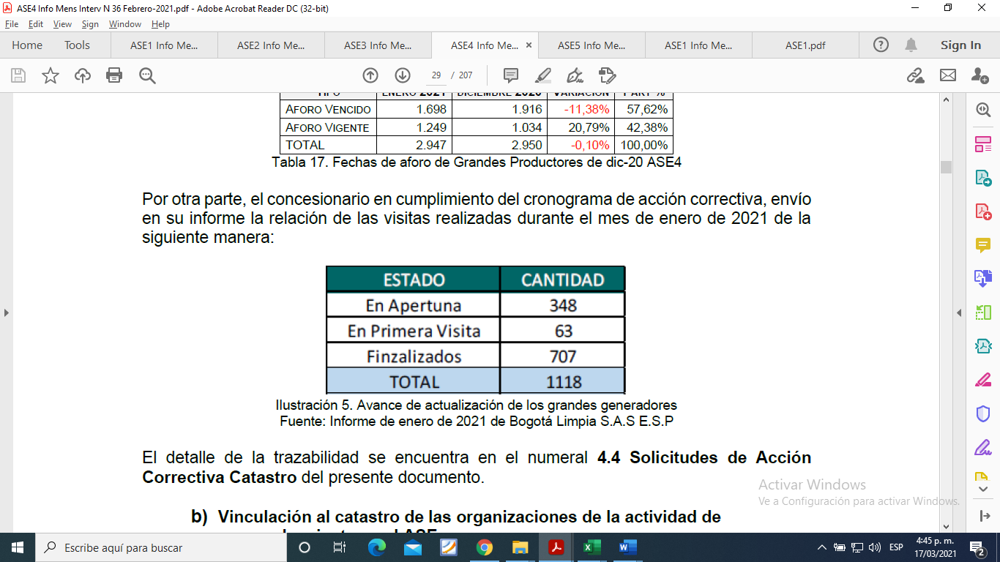 ASE4 Info Mens Interv N 36 Febrero-2021.pdf - Adobe Acrobat Reader DC (32-bit)
File Edit View Sign Window Help
Home Tools ASE1 Info Me... ASE2 Info Me... ASE3 Info Me... ASE4 Info Me... × ASE5 Info Me... ASE1 Info Me... ASE1.pdf Sign In
29 / 207
TIPO ENERO 2021 DICIEMBRE 2020 VARIACIÓN PART %
AFORO VENCIDO 1.698 1.916 -11,38% 57,62%
AFORO VIGENTE 1.249 1.034 20,79% 42,38%
TOTAL 2.947 2.950 -0,10% 100,00%
Tabla 17. Fechas de aforo de Grandes Productores de dic-20 ASE4
Por otra parte, el concesionario en cumplimiento del cronograma de acción correctiva, envío
en su informe la relación de las visitas realizadas durante el mes de enero de 2021 de la
siguiente manera:
ESTADO CANTIDAD
En Apertuna 348
En Primera Visita 63
Finzalizados 707
TOTAL 1118
Ilustración 5. Avance de actualización de los grandes generadores
Fuente: Informe de enero de 2021 de Bogotá Limpia S.A.S E.S.P
El detalle de la trazabilidad se encuentra en el numeral 4.4 Solicitudes de Acción
Correctiva Catastro del presente documento.
Activar Windows
Ve a Configuración para activar Windows.
b) Vinculación al catastro de las organizaciones de la actividad de
Escribe aquí para buscar
ESP
4:45 p. m.
17/03/2021
2